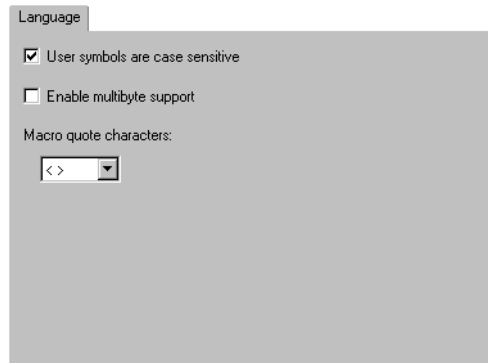 Language
User symbols are case sensitive
Enable multibyte support
Macro quote characters:
< >